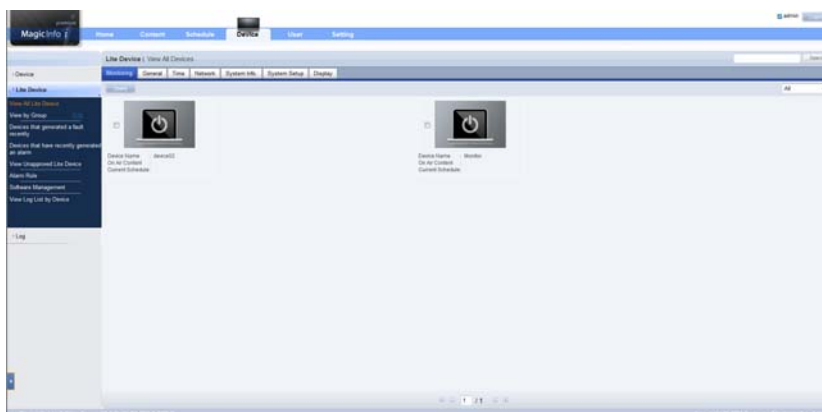 premium
MagicInfo i
admin
Home Content Schedule Device User Setting
Lite Device | View All Devices
Monitoring General Time Network System Info. System Setup Display
All
Device
Lite Device
View All Lite Device
View by Group
Devices that generated a fault
recently
Devices that have recently generated
an alarm
View Unapproved Lite Device
Alarm Rule
Software Management
View Log List by Device
Log
Device Name : device02
On Air Content
Current Schedule
Device Name : Monitor
On Air Content
Current Schedule
1 / 1